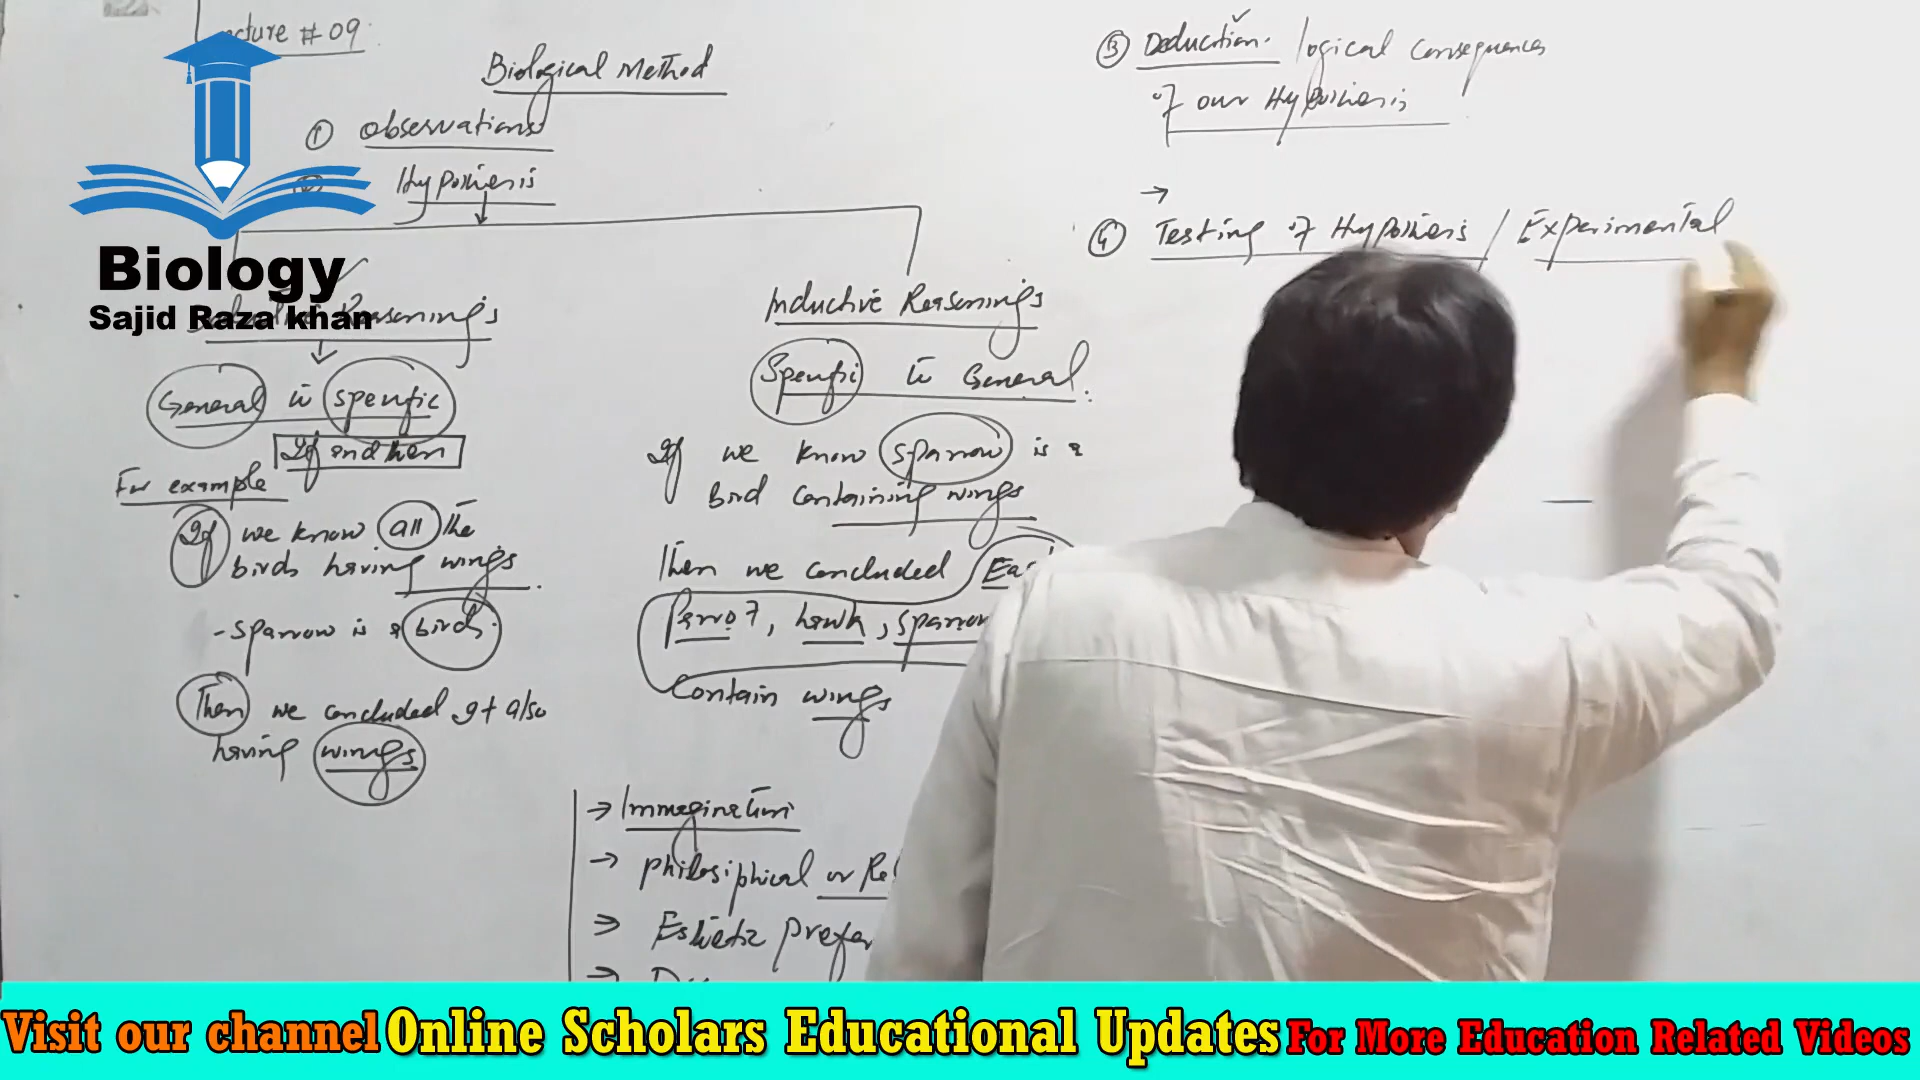 Lecture # 09
Biological Method
① Observations
② Hypothesis
Biology
Sajid Raza khan
Reasonings
General to specific
If and then
For example
If we know all the
birds having wings.
- Sparrow is a birds.
Then we concluded It also
having wings
Inductive Reasonings
Specific to General.
If we know sparrow is a
bird containing wings
Then we concluded
Parrot, hawk, sparrow
Contain wings
→ Immagination
→ Philosiphical or
⇒ Esthetic
③ Deduction. logical consequences
of our Hypothesis
→
④ Testing of Hypothesis / Experimental
Visit our channel Online Scholars Educational Updates For More Education Related Videos